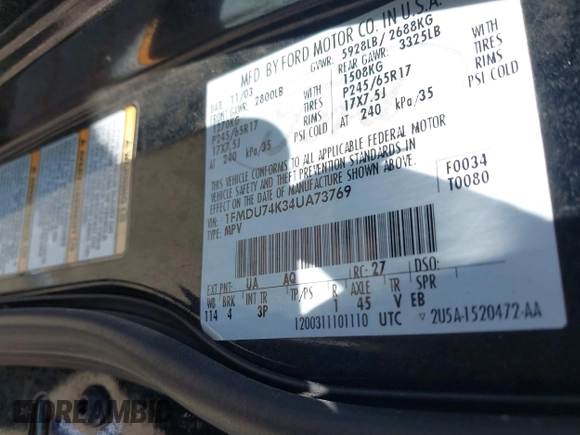 MFD. BY FORD MOTOR CO. IN U.S.A.
DATE: 11/03 GVWR: 5928LB/ 2688KG
FRONT GAWR: 2800LB REAR GAWR: 3325LB
1270KG 1508KG WITH
P245/65R17 P245/65R17 TIRES
17X7.5J 17X7.5J RIMS
AT 240 kPa/35 PSI COLD AT 240 kPa/35 PSI COLD
WITH
TIRES
RIMS
THIS VEHICLE CONFORMS TO ALL APPLICABLE FEDERAL MOTOR
VEHICLE SAFETY AND THEFT PREVENTION STANDARDS IN
EFFECT ON THE DATE OF MANUFACTURE SHOWN ABOVE.
VIN: 1FMDU74K34UA73769 F0034
TYPE: MPV T0080
EXT PNT: UA AQ RC: 27 DSO:
WB BRK INT TR TP/PS R AXLE TR SPR
114 4 3P 1 45 V EB
1200311101110 UTC ▽ 2U5A-1520472-AA
DREAMBID